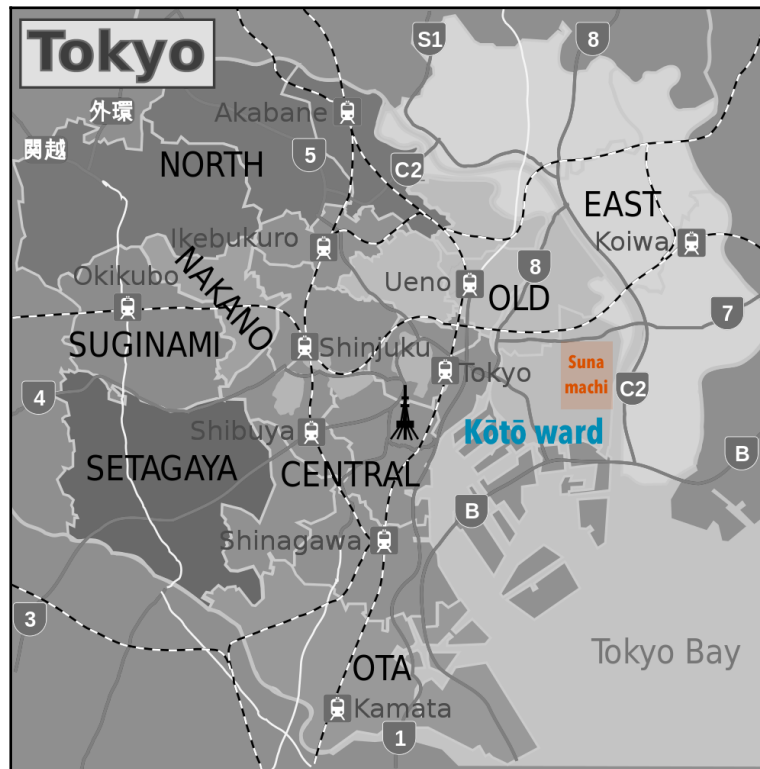 Tokyo
S1
8
外環
Akabane
関越
5
NORTH
C2
EAST
Ikebukuro
Koiwa
8
Okikubo
NAKANO
Ueno
OLD
7
SUGINAMI
Shinjuku
Suna
machi
Tokyo
C2
4
Shibuya
Kōtō ward
B
SETAGAYA
CENTRAL
B
Shinagawa
3
Tokyo Bay
OTA
Kamata
1